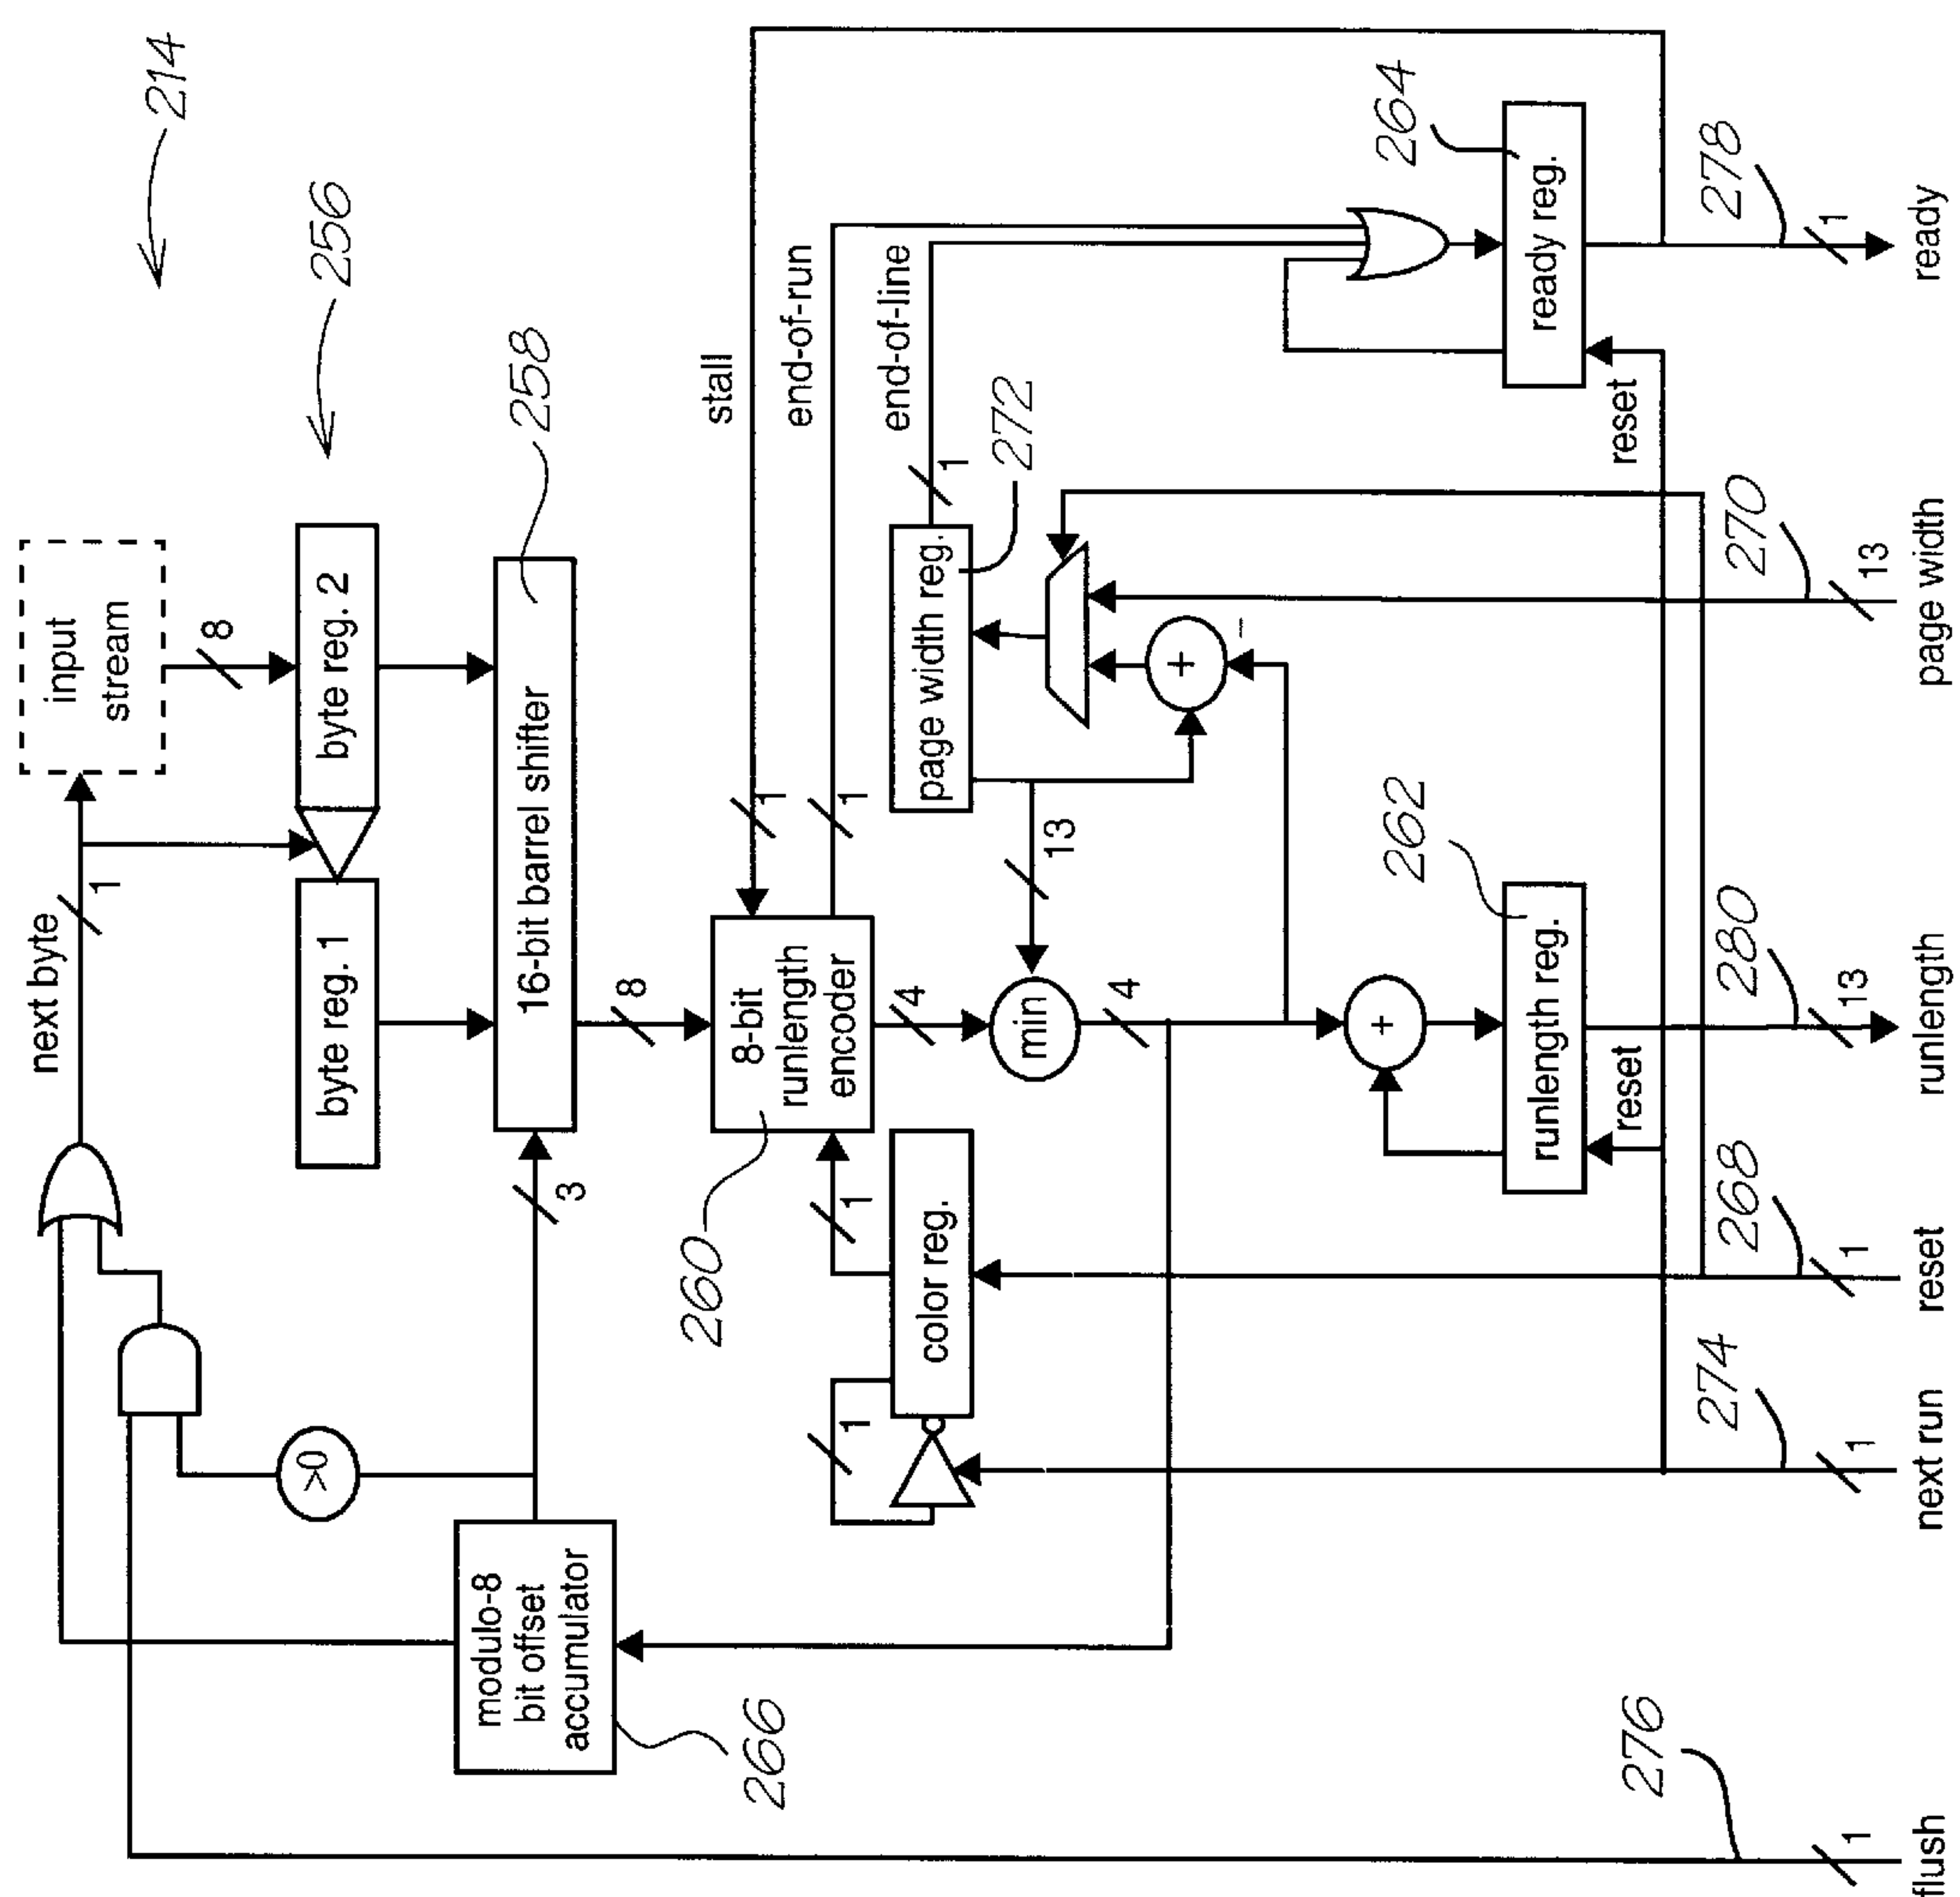 214
256
next byte
1
input
stream
8
byte reg. 1
byte reg. 2
258
16-bit barrel shifter
3
8
modulo-8
bit offset
accumulator
266
>0
260
8-bit
runlength
encoder
stall
1
end-of-run
1
end-of-line
1
color reg.
1
1
4
min
4
13
page width reg.
272
+
−
+
262
runlength reg.
reset
264
ready reg.
reset
276
1
flush
274
1
next run
268
1
reset
280
13
runlength
270
13
page width
278
1
ready